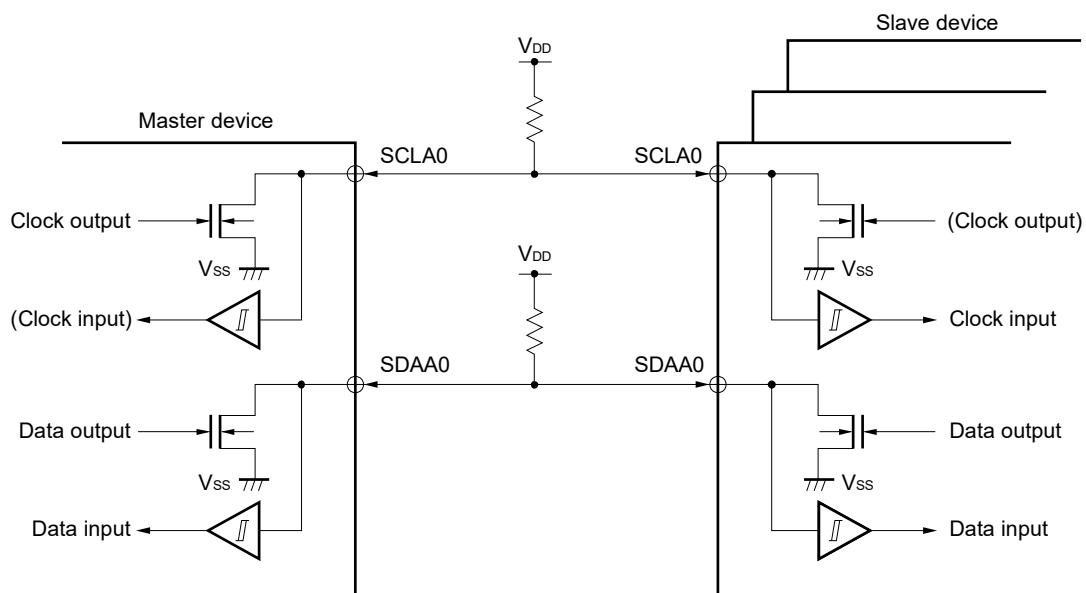 Slave device
VDD
Master device
SCLA0
SCLA0
Clock output
(Clock output)
VSS
VDD
VSS
(Clock input)
Clock input
SDAA0
SDAA0
Data output
Data output
VSS
VSS
Data input
Data input